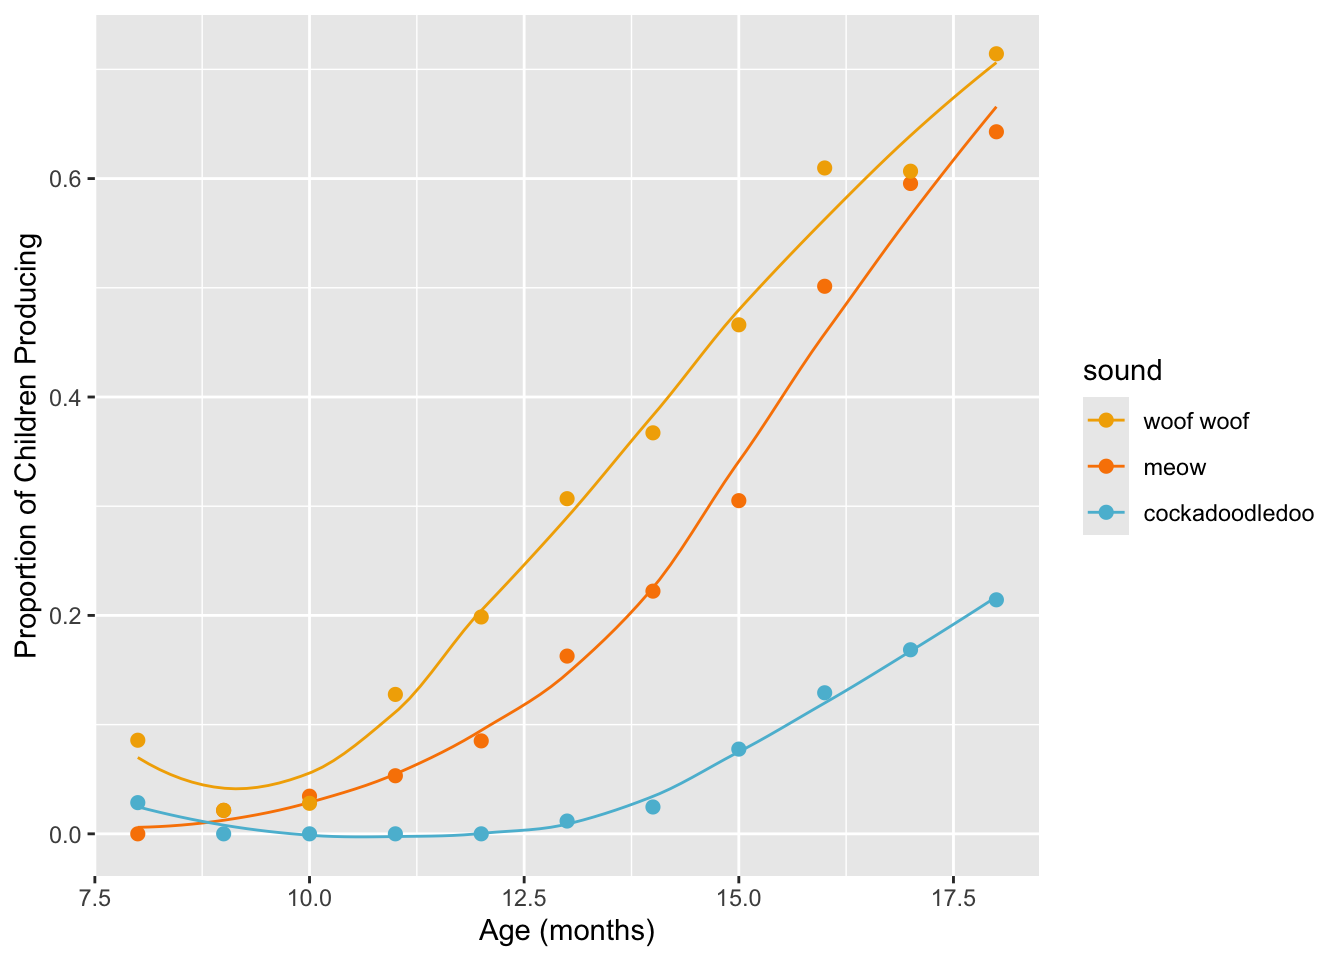 Proportion of Children Producing
0.6
0.4
0.2
0.0
7.5 10.0 12.5 15.0 17.5
Age (months)
sound
woof woof
meow
cockadoodledoo